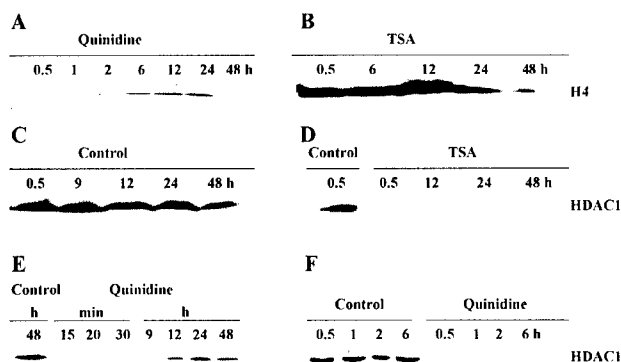 A
Quinidine
0.5 1 2 6 12 24 48 h
B
TSA
0.5 6 12 24 48 h
H4
C
Control
0.5 9 12 24 48 h
D
Control TSA
0.5 0.5 12 24 48 h
HDAC1
E
Control Quinidine
h min h
48 15 20 30 9 12 24 48
F
Control Quinidine
0.5 1 2 6 0.5 1 2 6 h
HDAC1